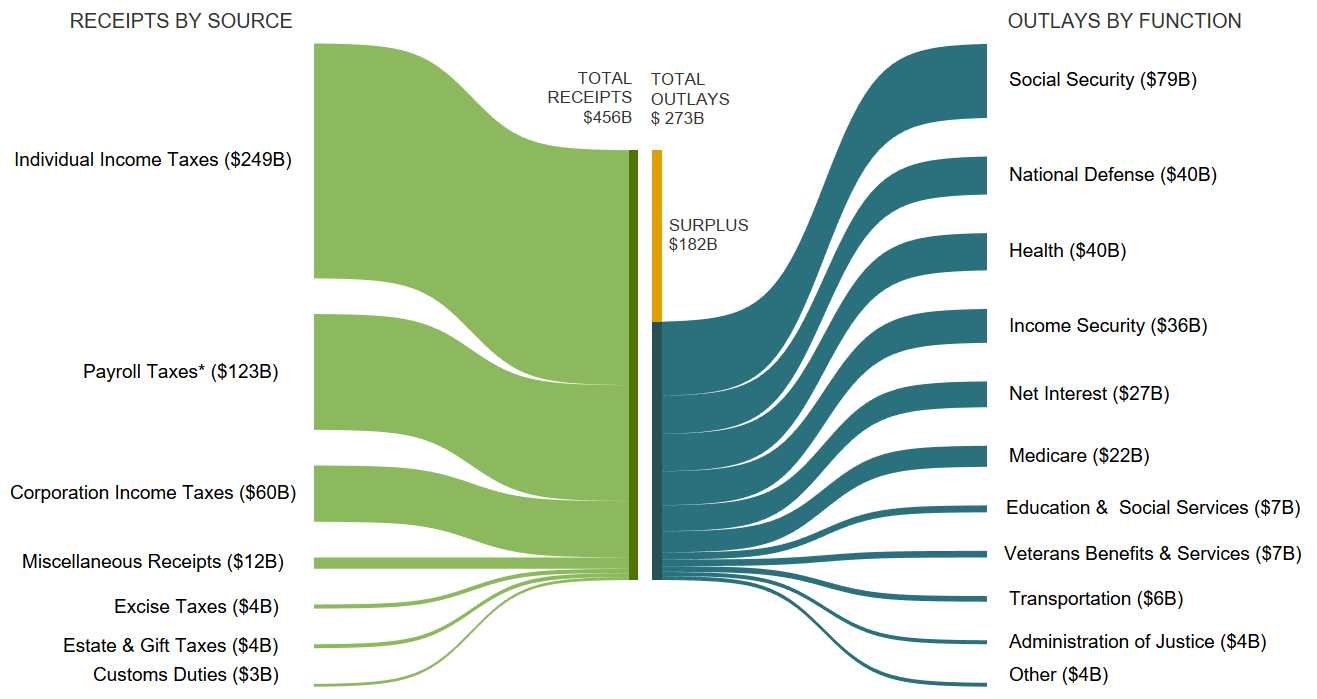 RECEIPTS BY SOURCE
OUTLAYS BY FUNCTION
Individual Income Taxes ($249B)
Payroll Taxes* ($123B)
Corporation Income Taxes ($60B)
Miscellaneous Receipts ($12B)
Excise Taxes ($4B)
Estate & Gift Taxes ($4B)
Customs Duties ($3B)
TOTAL
RECEIPTS
$456B
TOTAL
OUTLAYS
$ 273B
SURPLUS
$182B
Social Security ($79B)
National Defense ($40B)
Health ($40B)
Income Security ($36B)
Net Interest ($27B)
Medicare ($22B)
Education &  Social Services ($7B)
Veterans Benefits & Services ($7B)
Transportation ($6B)
Administration of Justice ($4B)
Other ($4B)